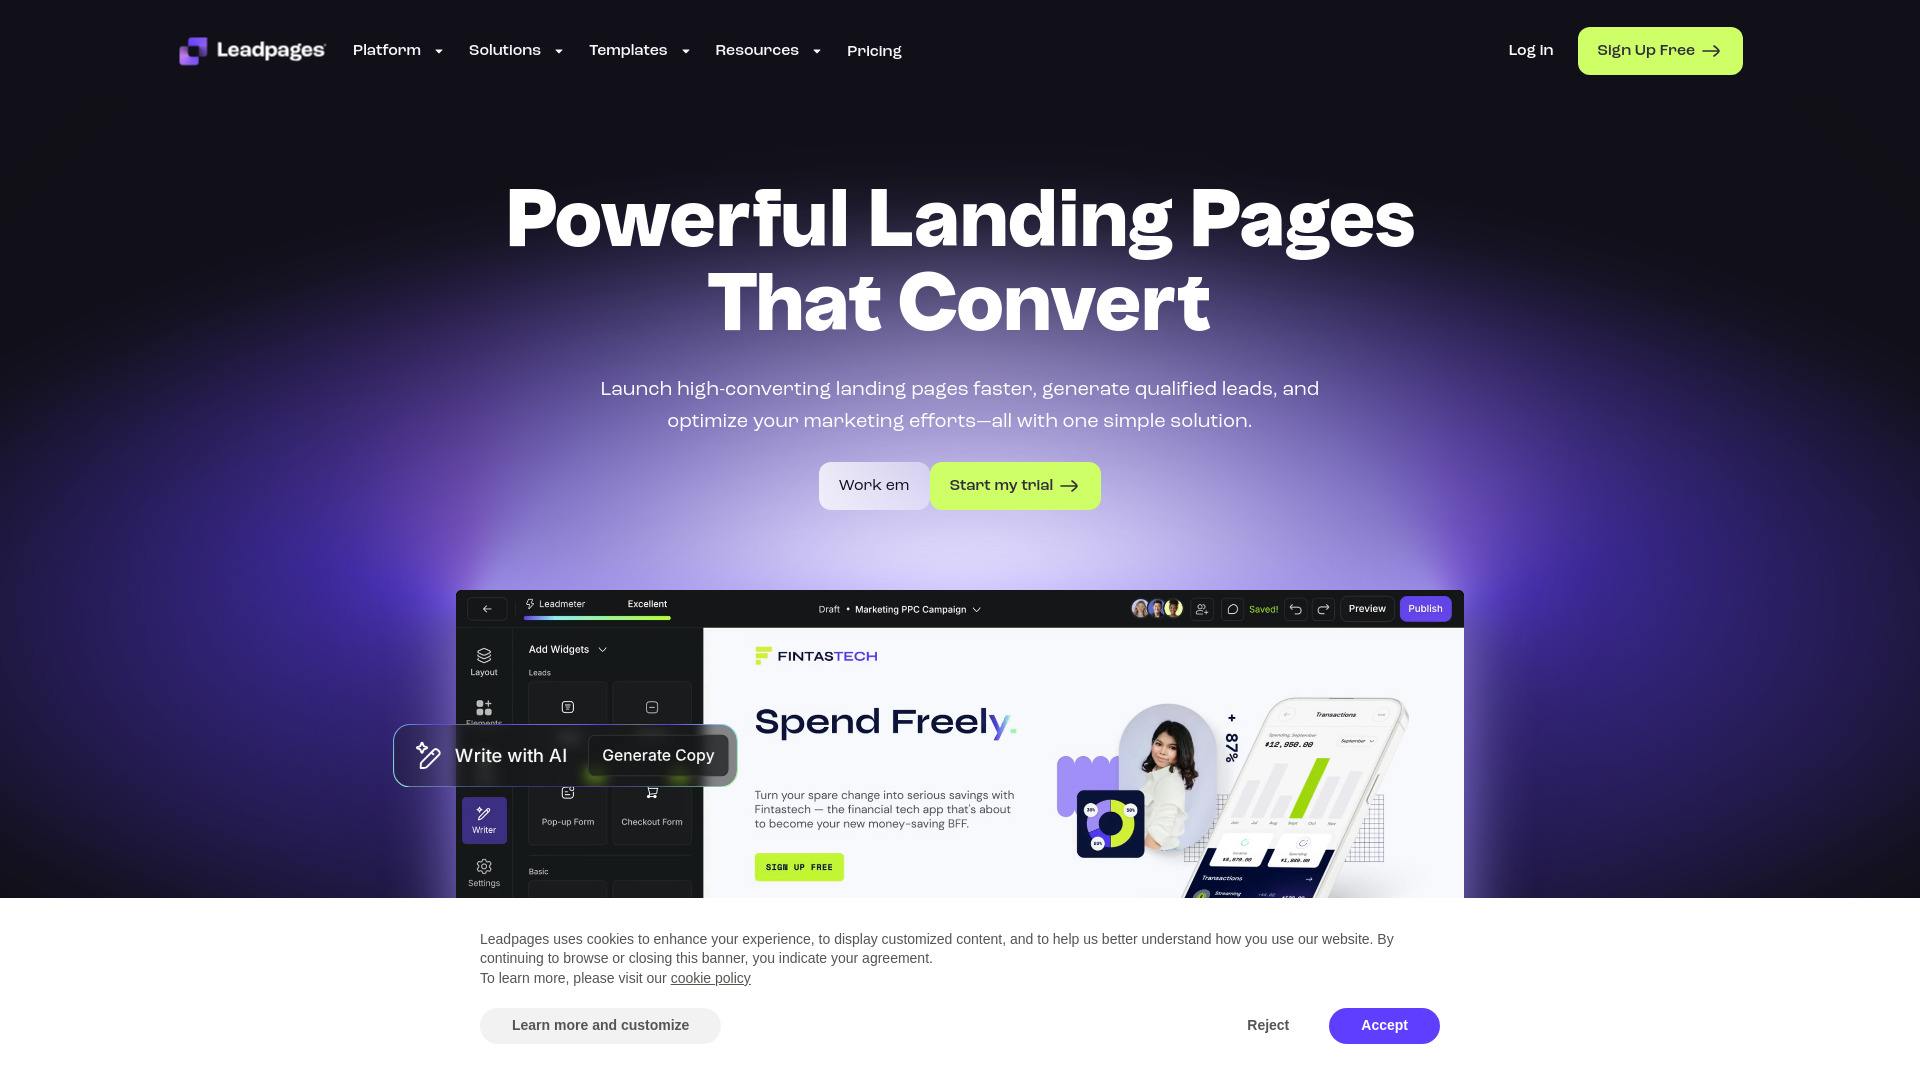 Leadpages
Platform
Solutions
Templates
Resources
Pricing
Log in
Sign Up Free
Powerful Landing Pages
That Convert
Launch high-converting landing pages faster, generate qualified leads, and
optimize your marketing efforts—all with one simple solution.
Work em
Start my trial
Leadmeter
Excellent
Draft • Marketing PPC Campaign
Saved!
Preview
Publish
Layout
Elements
Add Widgets
Leads
Write with AI
Generate Copy
Writer
Settings
Pop-up Form
Checkout Form
Basic
FINTASTECH
Spend Freely.
Turn your spare change into serious savings with
Fintastech — the financial tech app that's about
to become your new money-saving BFF.
SIGN UP FREE
+ 87%
Transactions
Spending, September
$12,950.00
September
Transactions
Streaming
Leadpages uses cookies to enhance your experience, to display customized content, and to help us better understand how you use our website. By
continuing to browse or closing this banner, you indicate your agreement.
To learn more, please visit our cookie policy
Learn more and customize
Reject
Accept